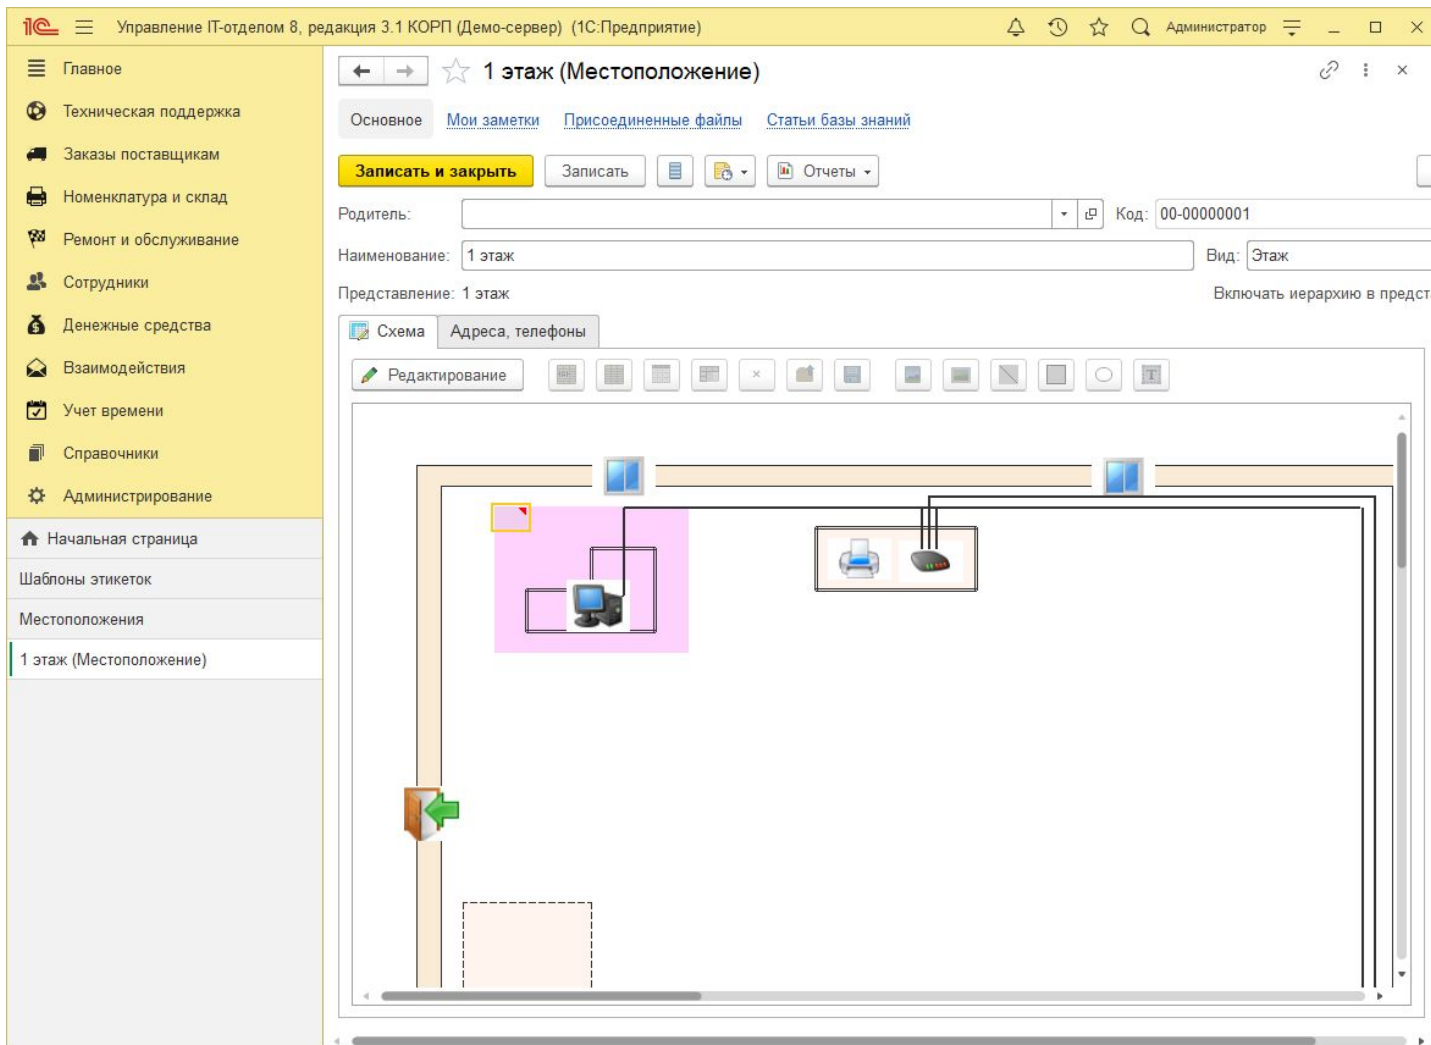 1С Управление IT-отделом 8, редакция 3.1 КОРП (Демо-сервер) (1С:Предприятие) Администратор
Главное
Техническая поддержка
Заказы поставщикам
Номенклатура и склад
Ремонт и обслуживание
Сотрудники
Денежные средства
Взаимодействия
Учет времени
Справочники
Администрирование
Начальная страница
Шаблоны этикеток
Местоположения
1 этаж (Местоположение)
1 этаж (Местоположение)
Основное Мои заметки Присоединенные файлы Статьи базы знаний
Записать и закрыть Записать Отчеты
Родитель: Код: 00-00000001
Наименование: 1 этаж Вид: Этаж
Представление: 1 этаж Включать иерархию в предст
Схема Адреса, телефоны
Редактирование T